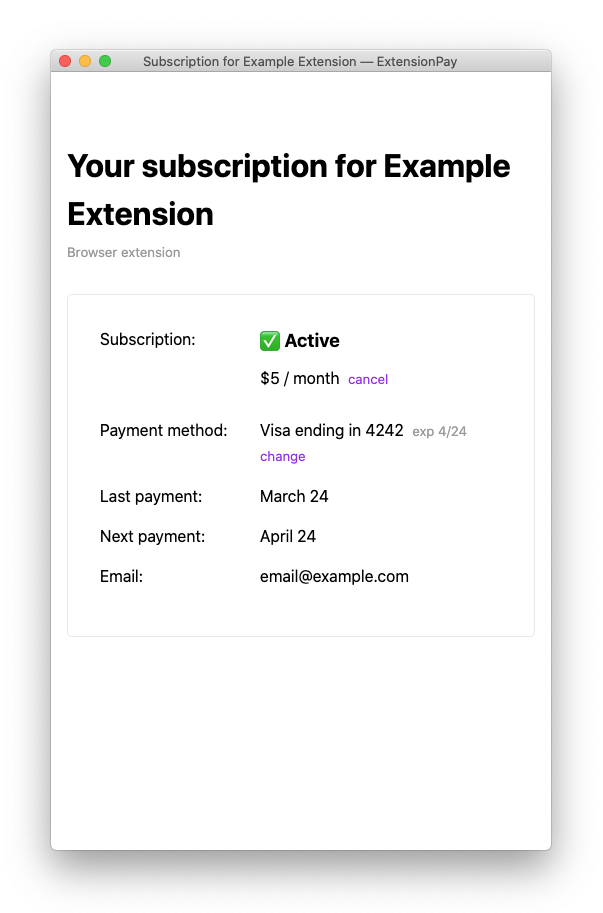 Subscription for Example Extension — ExtensionPay
Your subscription for Example
Extension
Browser extension
Subscription:
✅ Active
$5 / month cancel
Payment method:
Visa ending in 4242 exp 4/24
change
Last payment:
March 24
Next payment:
April 24
Email:
email@example.com